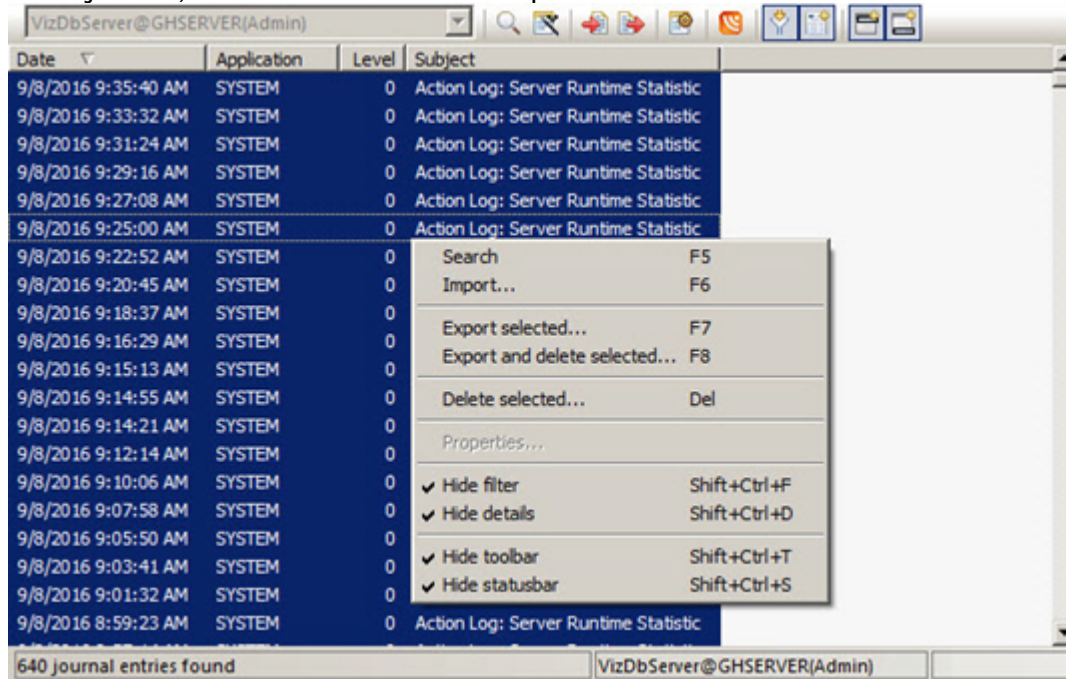 VizDbServer@GHSERVER(Admin)
Date Application Level Subject
9/8/2016 9:35:40 AM SYSTEM 0 Action Log: Server Runtime Statistic
9/8/2016 9:33:32 AM SYSTEM 0 Action Log: Server Runtime Statistic
9/8/2016 9:31:24 AM SYSTEM 0 Action Log: Server Runtime Statistic
9/8/2016 9:29:16 AM SYSTEM 0 Action Log: Server Runtime Statistic
9/8/2016 9:27:08 AM SYSTEM 0 Action Log: Server Runtime Statistic
9/8/2016 9:25:00 AM SYSTEM 0 Action Log: Server Runtime Statistic
9/8/2016 9:22:52 AM SYSTEM 0
9/8/2016 9:20:45 AM SYSTEM 0
9/8/2016 9:18:37 AM SYSTEM 0
9/8/2016 9:16:29 AM SYSTEM 0
9/8/2016 9:15:13 AM SYSTEM 0
9/8/2016 9:14:55 AM SYSTEM 0
9/8/2016 9:14:21 AM SYSTEM 0
9/8/2016 9:12:14 AM SYSTEM 0
9/8/2016 9:10:06 AM SYSTEM 0
9/8/2016 9:07:58 AM SYSTEM 0
9/8/2016 9:05:50 AM SYSTEM 0
9/8/2016 9:03:41 AM SYSTEM 0
9/8/2016 9:01:32 AM SYSTEM 0
9/8/2016 8:59:23 AM SYSTEM 0 Action Log: Server Runtime Statistic
Search F5
Import... F6
Export selected... F7
Export and delete selected... F8
Delete selected... Del
Properties...
Hide filter Shift+Ctrl+F
Hide details Shift+Ctrl+D
Hide toolbar Shift+Ctrl+T
Hide statusbar Shift+Ctrl+S
640 journal entries found VizDbServer@GHSERVER(Admin)